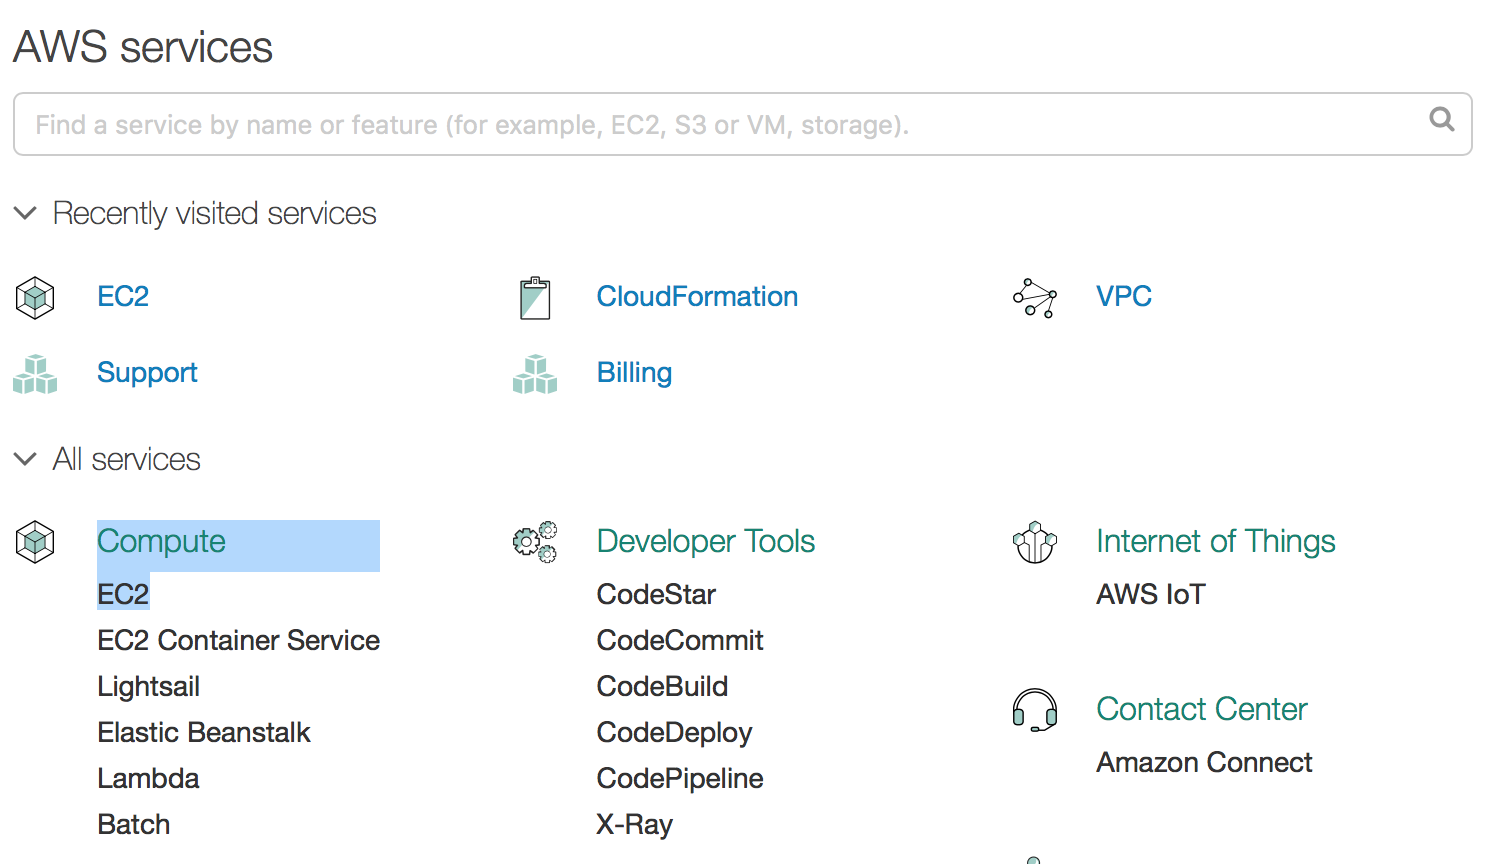 AWS services
Find a service by name or feature (for example, EC2, S3 or VM, storage).
Recently visited services
EC2
CloudFormation
VPC
Support
Billing
All services
Compute
EC2
EC2 Container Service
Lightsail
Elastic Beanstalk
Lambda
Batch
Developer Tools
CodeStar
CodeCommit
CodeBuild
CodeDeploy
CodePipeline
X-Ray
Internet of Things
AWS IoT
Contact Center
Amazon Connect